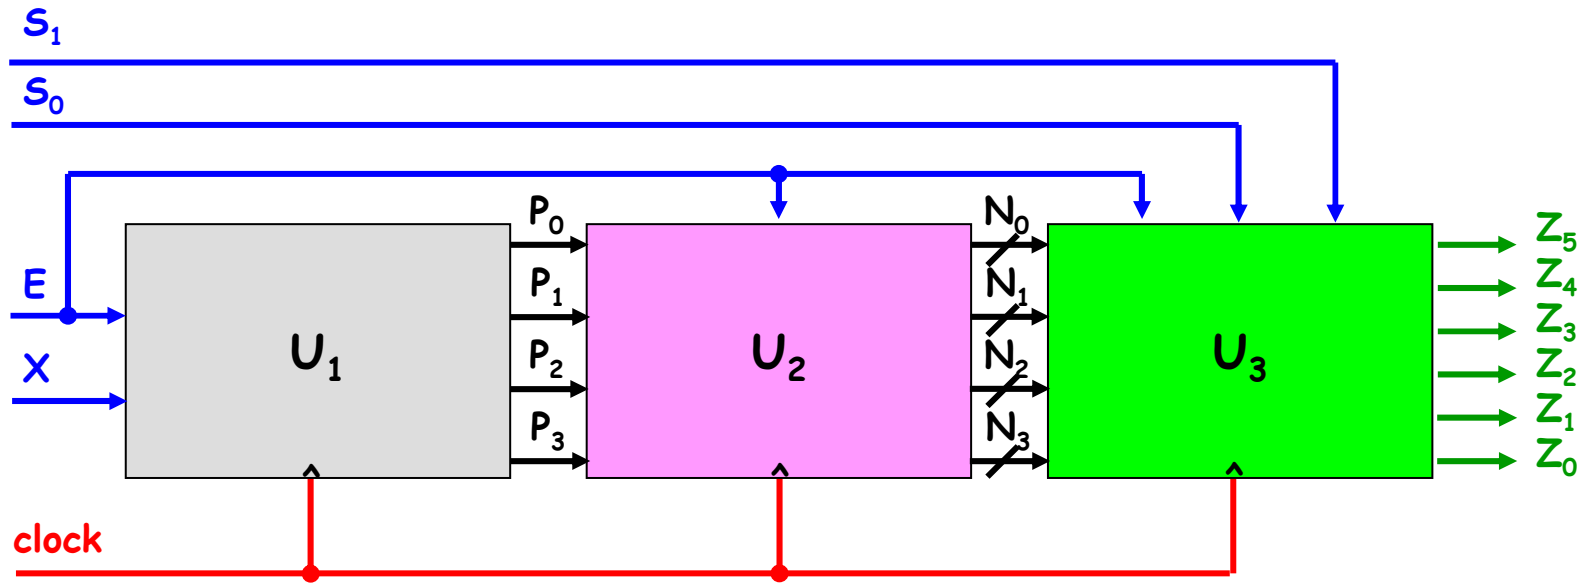 S₁
S₀
E
X
U₁
P₀
P₁
P₂
P₃
U₂
N₀
N₁
N₂
N₃
U₃
Z₅
Z₄
Z₃
Z₂
Z₁
Z₀
clock